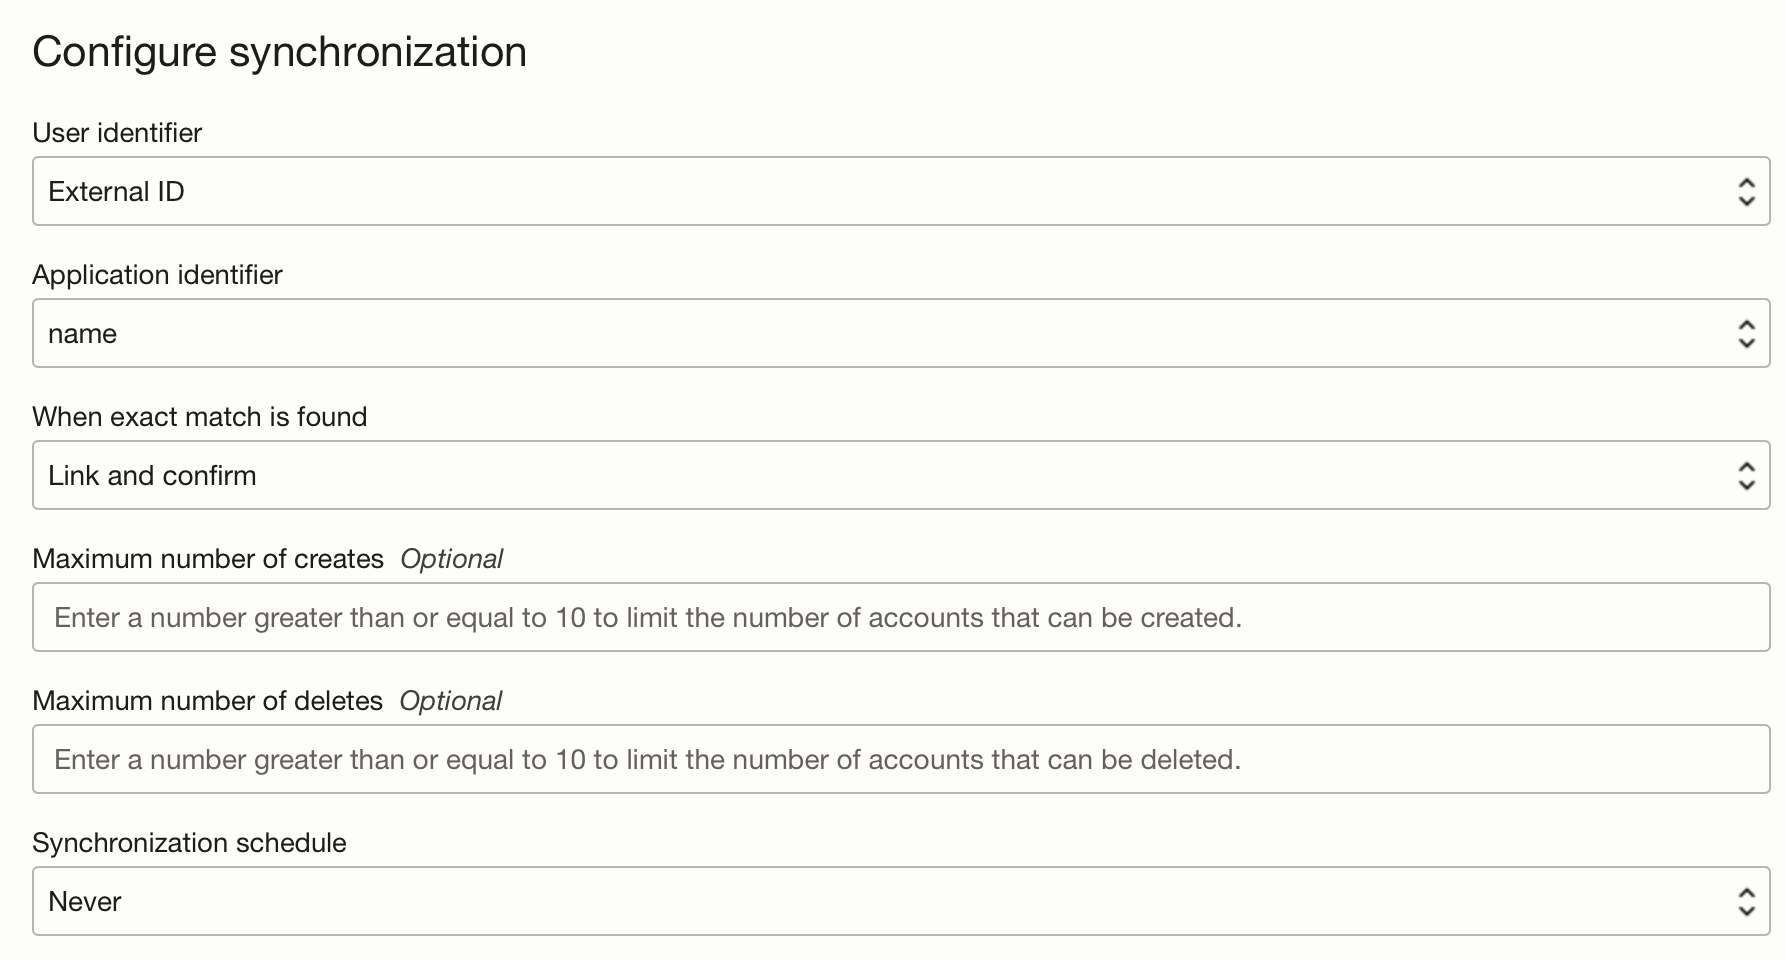 Configure synchronization
User identifier
External ID
Application identifier
name
When exact match is found
Link and confirm
Maximum number of creates Optional
Enter a number greater than or equal to 10 to limit the number of accounts that can be created.
Maximum number of deletes Optional
Enter a number greater than or equal to 10 to limit the number of accounts that can be deleted.
Synchronization schedule
Never